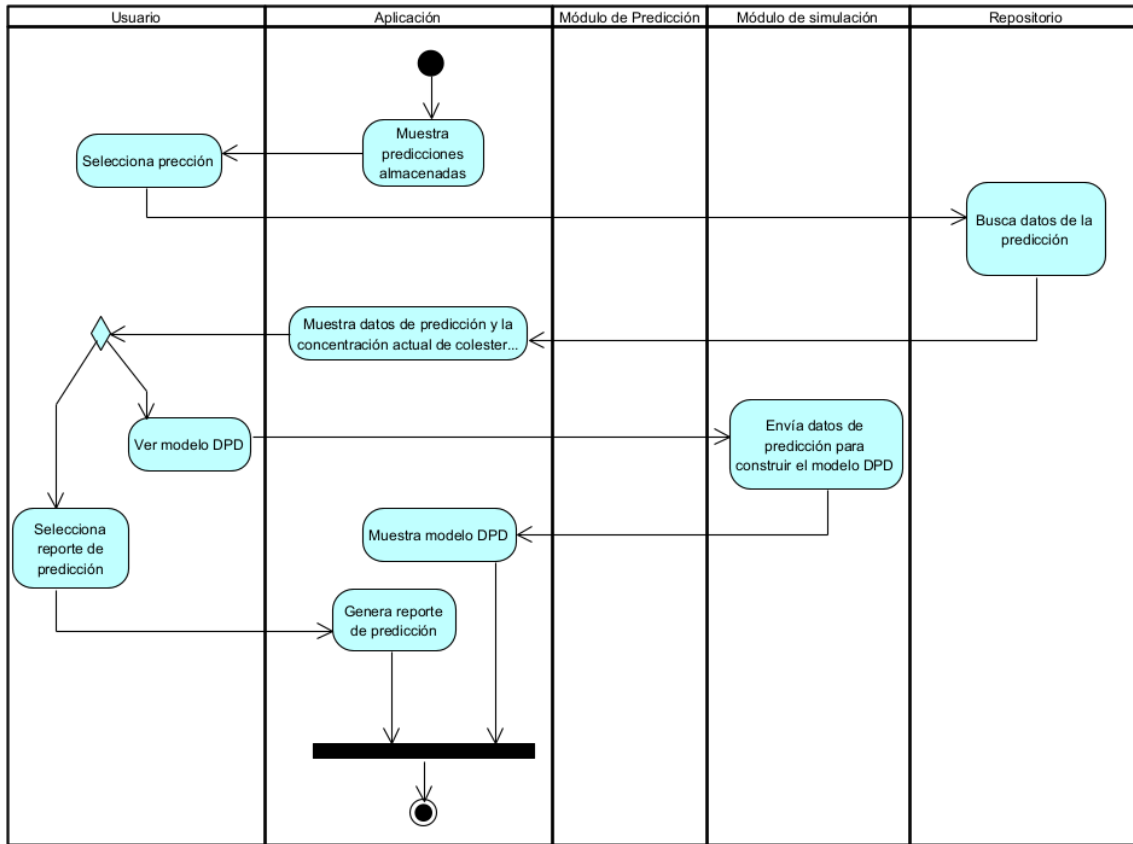 Usuario
Aplicación
Módulo de Predicción
Módulo de simulación
Repositorio
Muestra
predicciones
almacenadas
Selecciona prección
Busca datos de la
predicción
Muestra datos de predicción y la
concentración actual de colester...
Ver modelo DPD
Envía datos de
predicción para
construir el modelo DPD
Selecciona
reporte de
predicción
Muestra modelo DPD
Genera reporte
de predicción